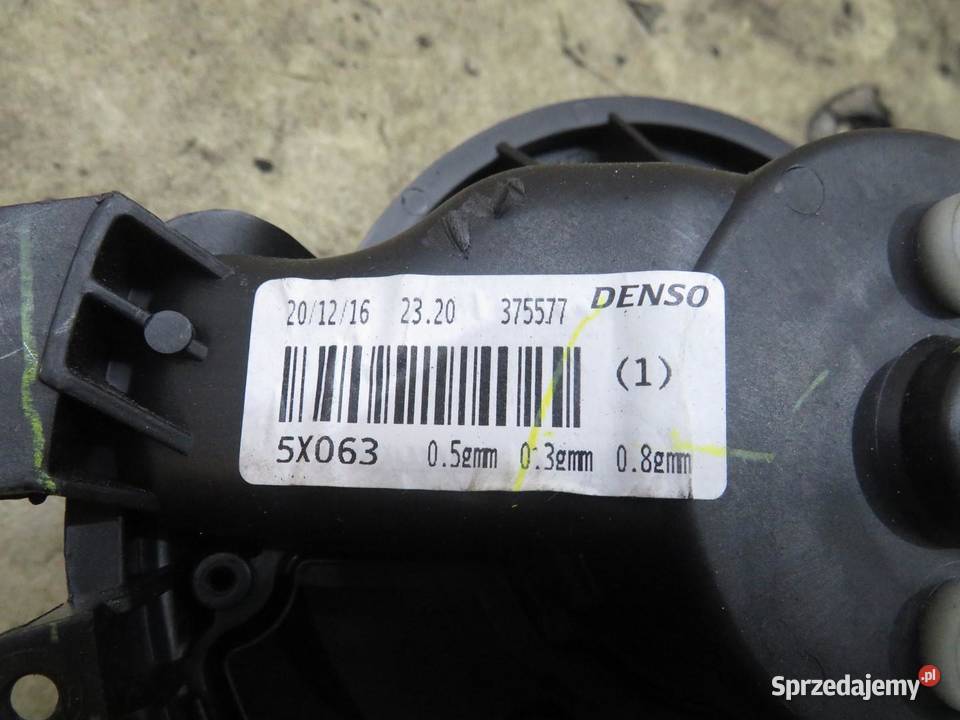 20/12/16 23.20 375577 DENSO
(1)
5X063 0.5gmm 0.3gmm 0.8gmm
Sprzedajemy.pl